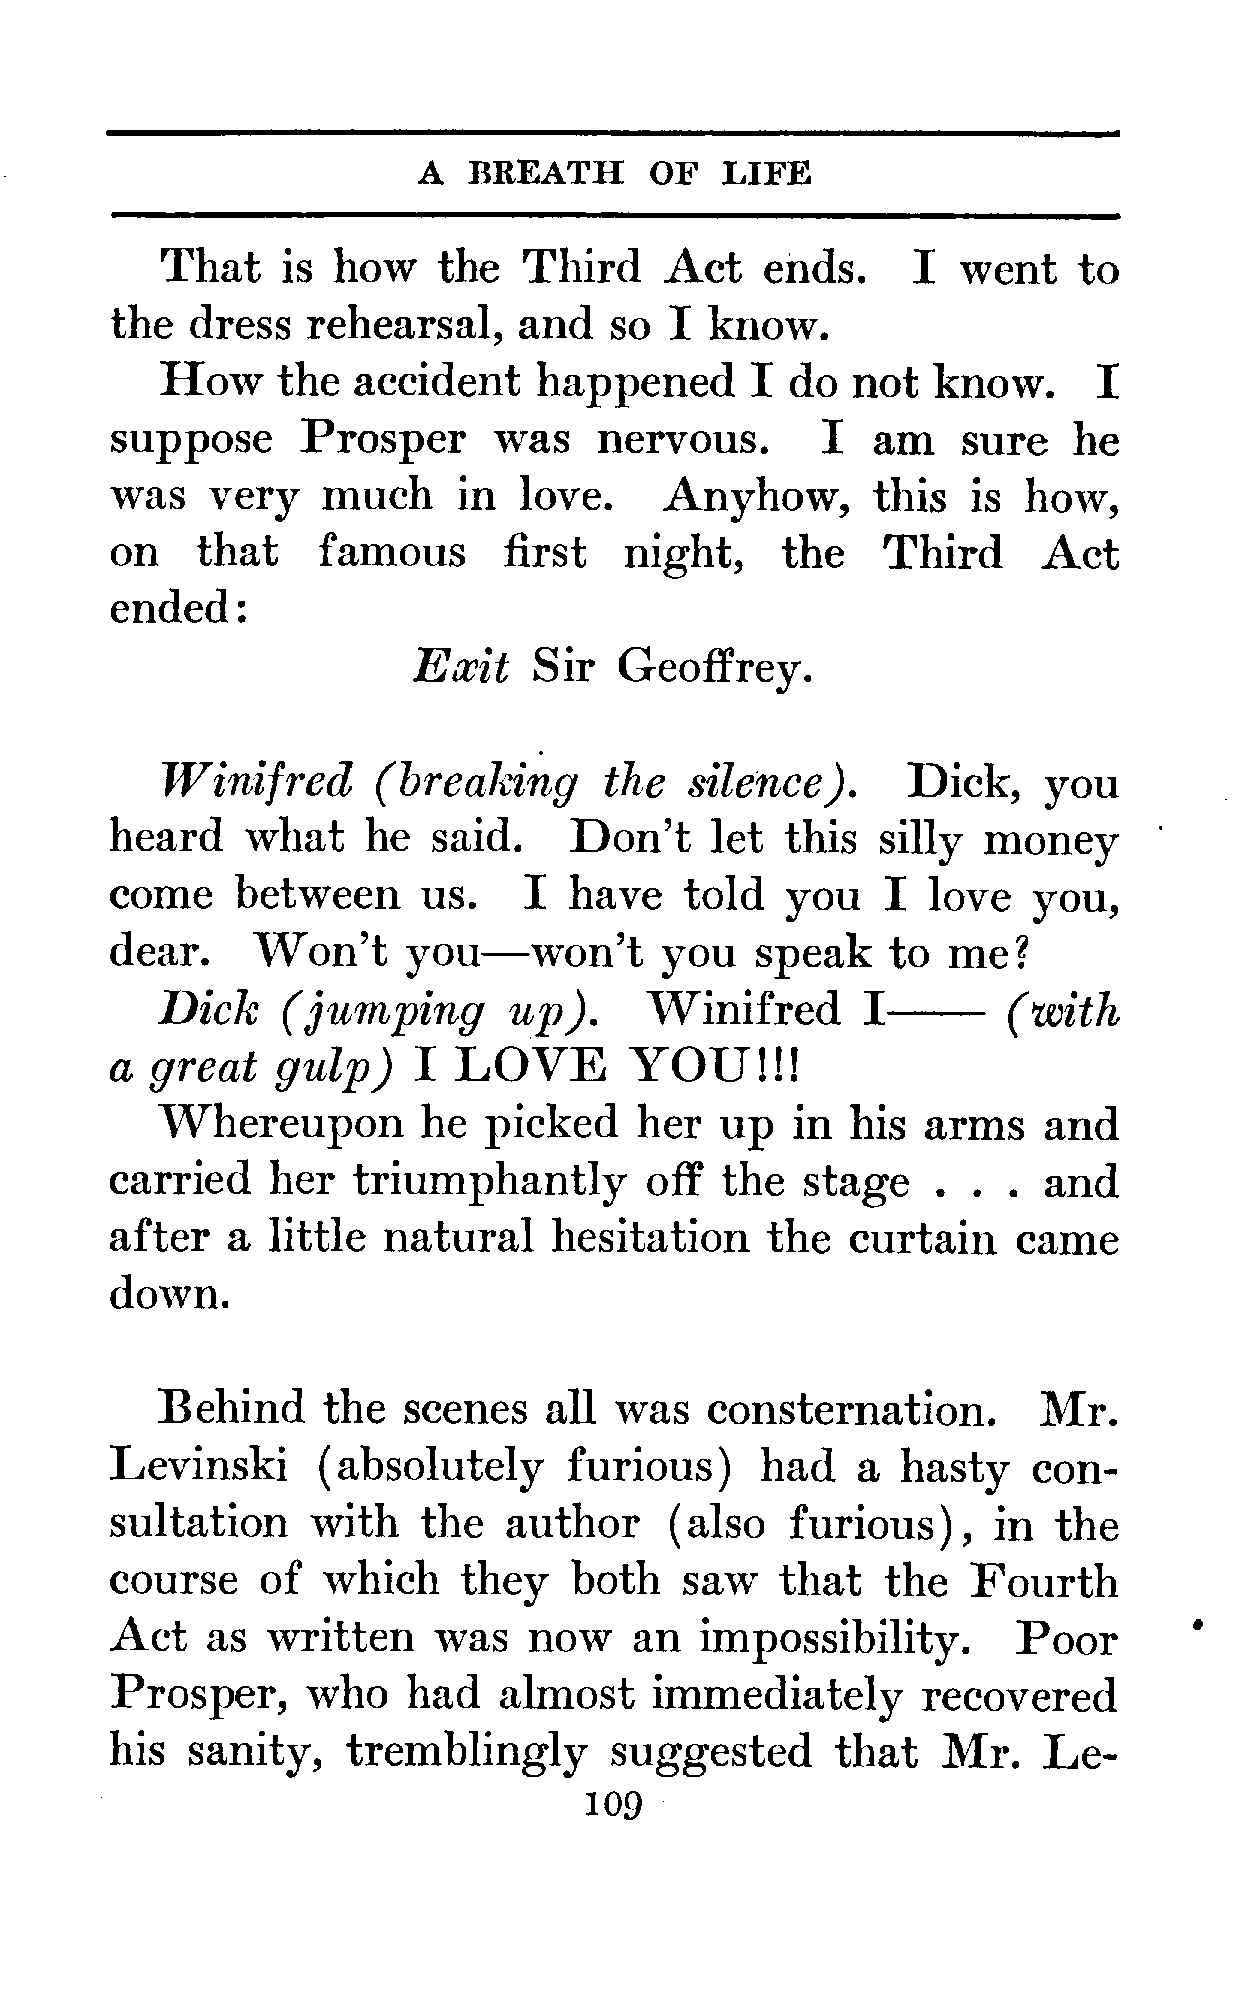 A BREATH OF LIFE
That is how the Third Act ends. I went to
the dress rehearsal, and so I know.
How the accident happened I do not know. I
suppose Prosper was nervous. I am sure he
was very much in love. Anyhow, this is how,
on that famous first night, the Third Act
ended:
Exit Sir Geoffrey.
Winifred (breaking the silence). Dick, you
heard what he said. Don't let this silly money
come between us. I have told you I love you,
dear. Won't you—won't you speak to me?
Dick (jumping up). Winifred I—— (with
a great gulp) I LOVE YOU!!!
Whereupon he picked her up in his arms and
carried her triumphantly off the stage . . . and
after a little natural hesitation the curtain came
down.
Behind the scenes all was consternation. Mr.
Levinski (absolutely furious) had a hasty con-
sultation with the author (also furious), in the
course of which they both saw that the Fourth
Act as written was now an impossibility. Poor
Prosper, who had almost immediately recovered
his sanity, tremblingly suggested that Mr. Le-
109